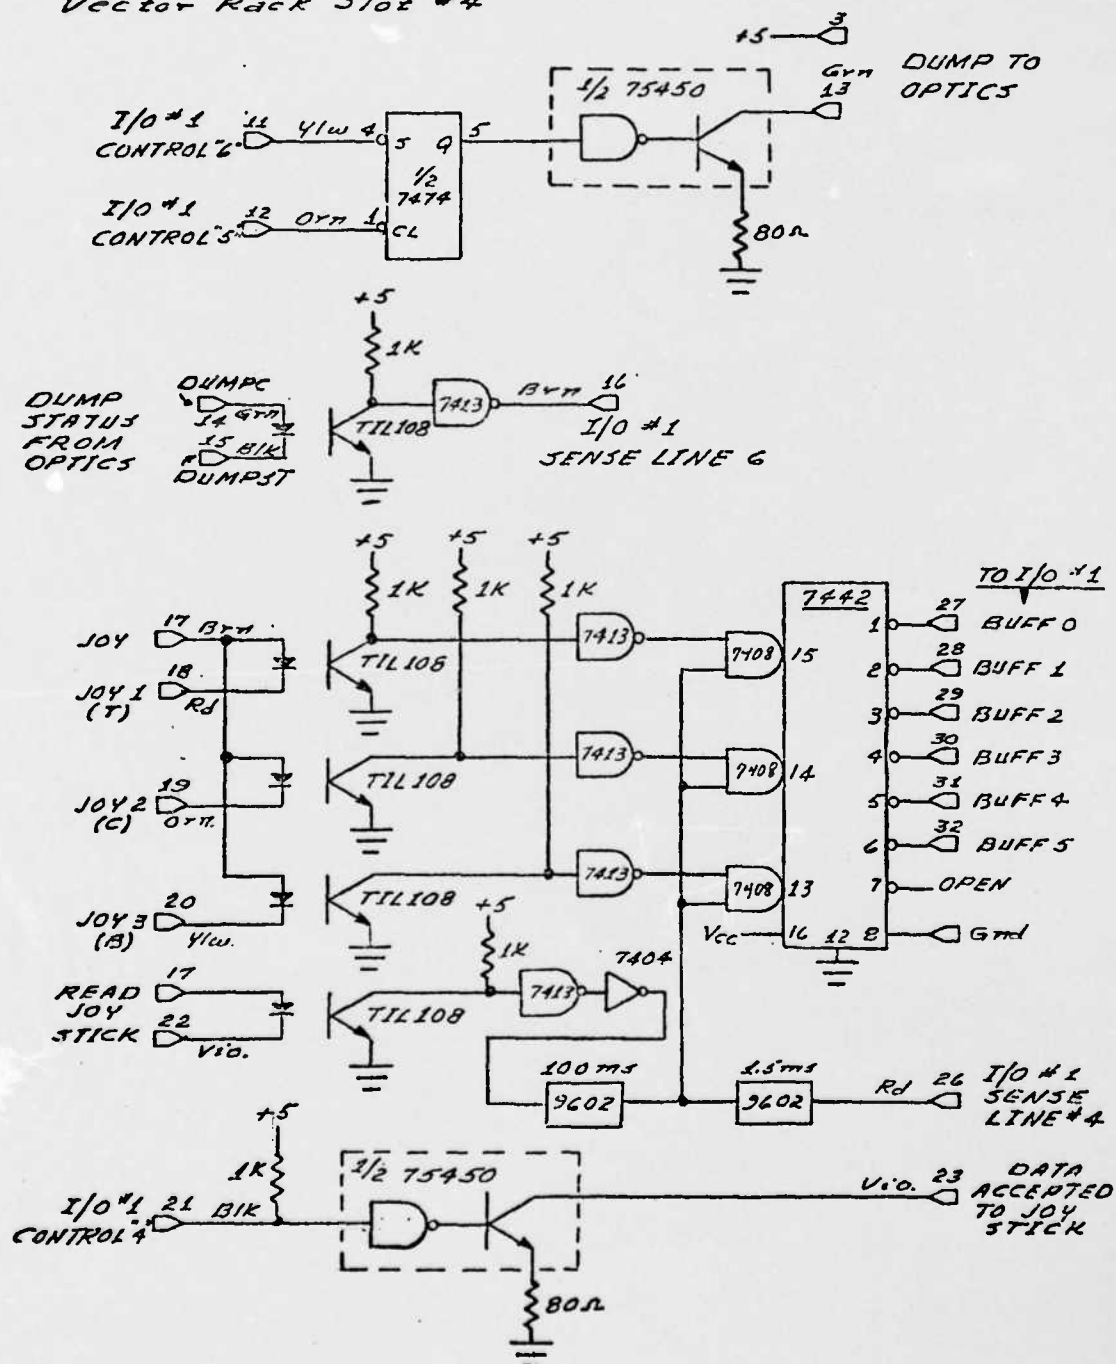 Vector Rack Slot #4
+5
3
Grn
13
DUMP TO
OPTICS
1/2 75450
I/O #1
CONTROL "6"
11
Ylw
4
S
Q
5
1/2
7474
I/O #1
CONTROL "5"
12
Orn
1
CL
80Ω
+5
1K
DUMP
STATUS
FROM
OPTICS
DUMPC
14
Grn
15
Blk
DUMPST
TIL108
7413
Brn
16
I/O #1
SENSE LINE 6
+5
+5
+5
1K
1K
1K
JOY
17
Brn
18
JOY 1
(T)
Rd
TIL108
7413
7408
15
7442
TO I/O #1
1
27
BUFF 0
2
28
BUFF 1
3
29
BUFF 2
4
30
BUFF 3
5
31
BUFF 4
6
32
BUFF 5
7
OPEN
8
Gnd
19
JOY 2
(C)
Orn.
TIL108
7413
7408
14
20
JOY 3
(B)
Ylw.
TIL108
7413
7408
13
Vcc
16
12
+5
1K
READ
JOY
STICK
17
22
Vio.
TIL108
7413
7404
100 ms
9602
1.5ms
9602
Rd
26
I/O #1
SENSE
LINE #4
+5
1K
I/O #1
CONTROL "4"
21
Blk
1/2 75450
80Ω
Vio.
23
DATA
ACCEPTED
TO JOY
STICK